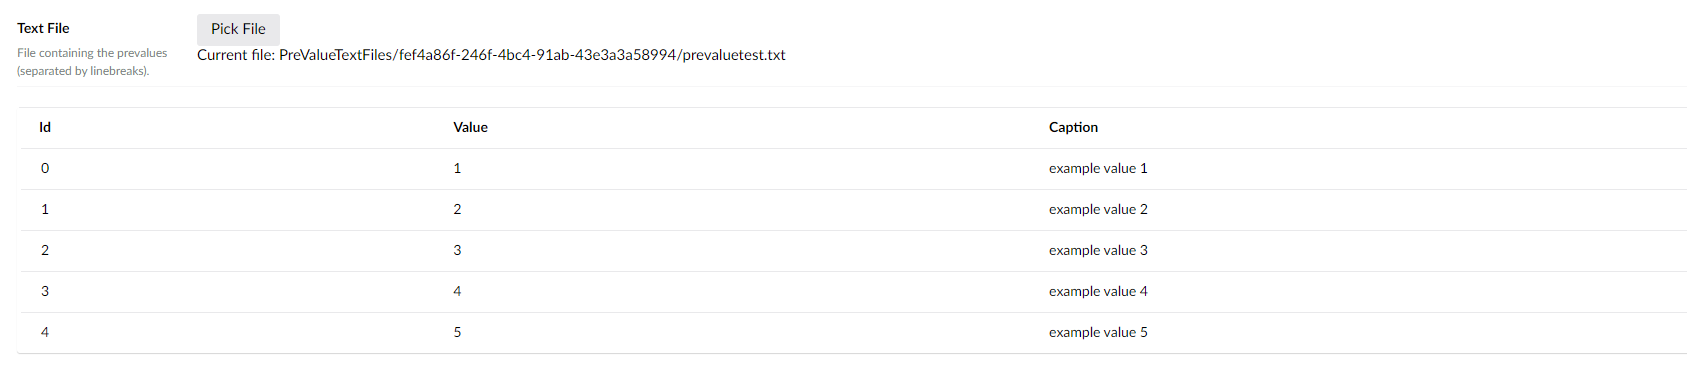 Text File
File containing the prevalues
(separated by linebreaks).
Pick File
Current file: PreValueTextFiles/fef4a86f-246f-4bc4-91ab-43e3a3a58994/prevaluetest.txt
Id Value Caption
0 1 example value 1
1 2 example value 2
2 3 example value 3
3 4 example value 4
4 5 example value 5